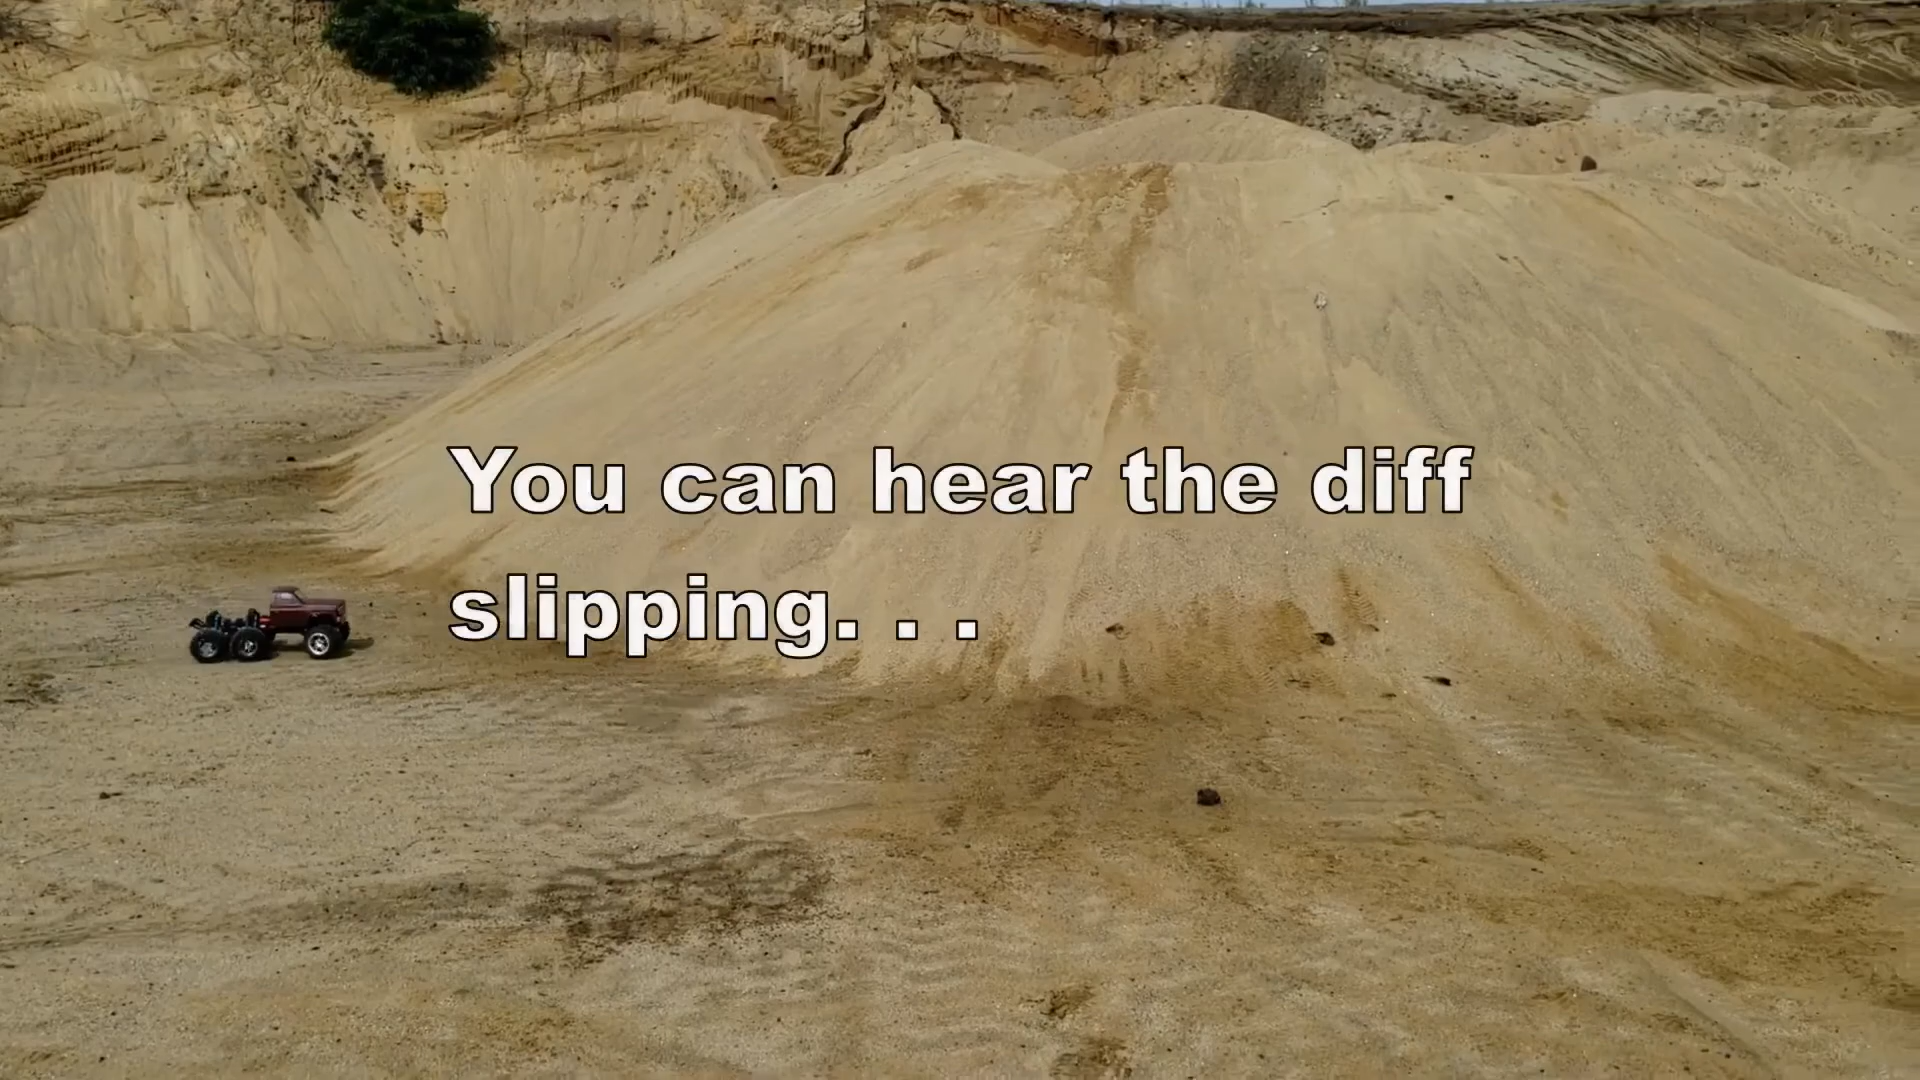 You can hear the diff
slipping. . .